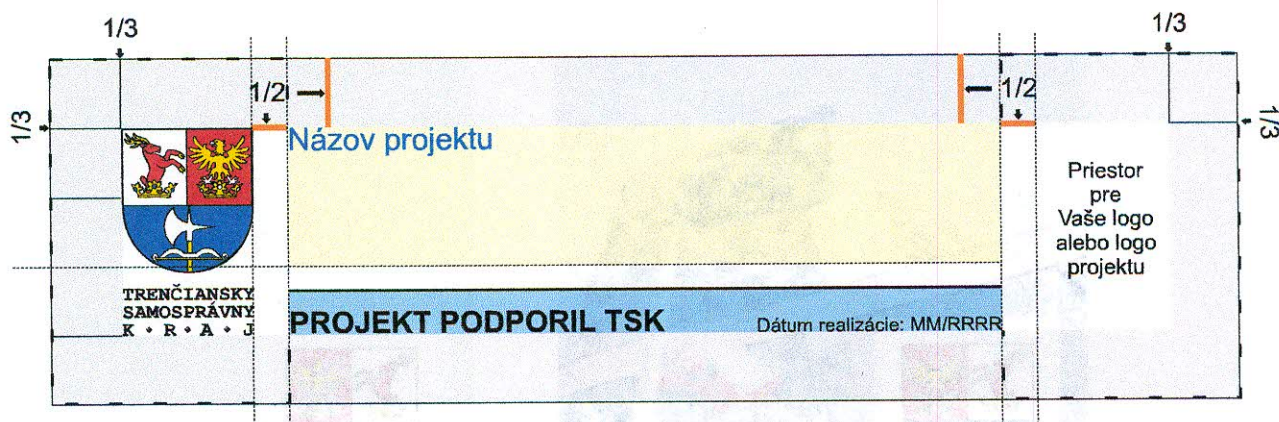 1/3
1/3
1/2
1/2
1/3
1/3
Názov projektu
Priestor
pre
Vaše logo
alebo logo
projektu
TRENČIANSKY
SAMOSPRÁVNY
K • R • A • J
PROJEKT PODPORIL TSK
Dátum realizácie: MM/RRRR